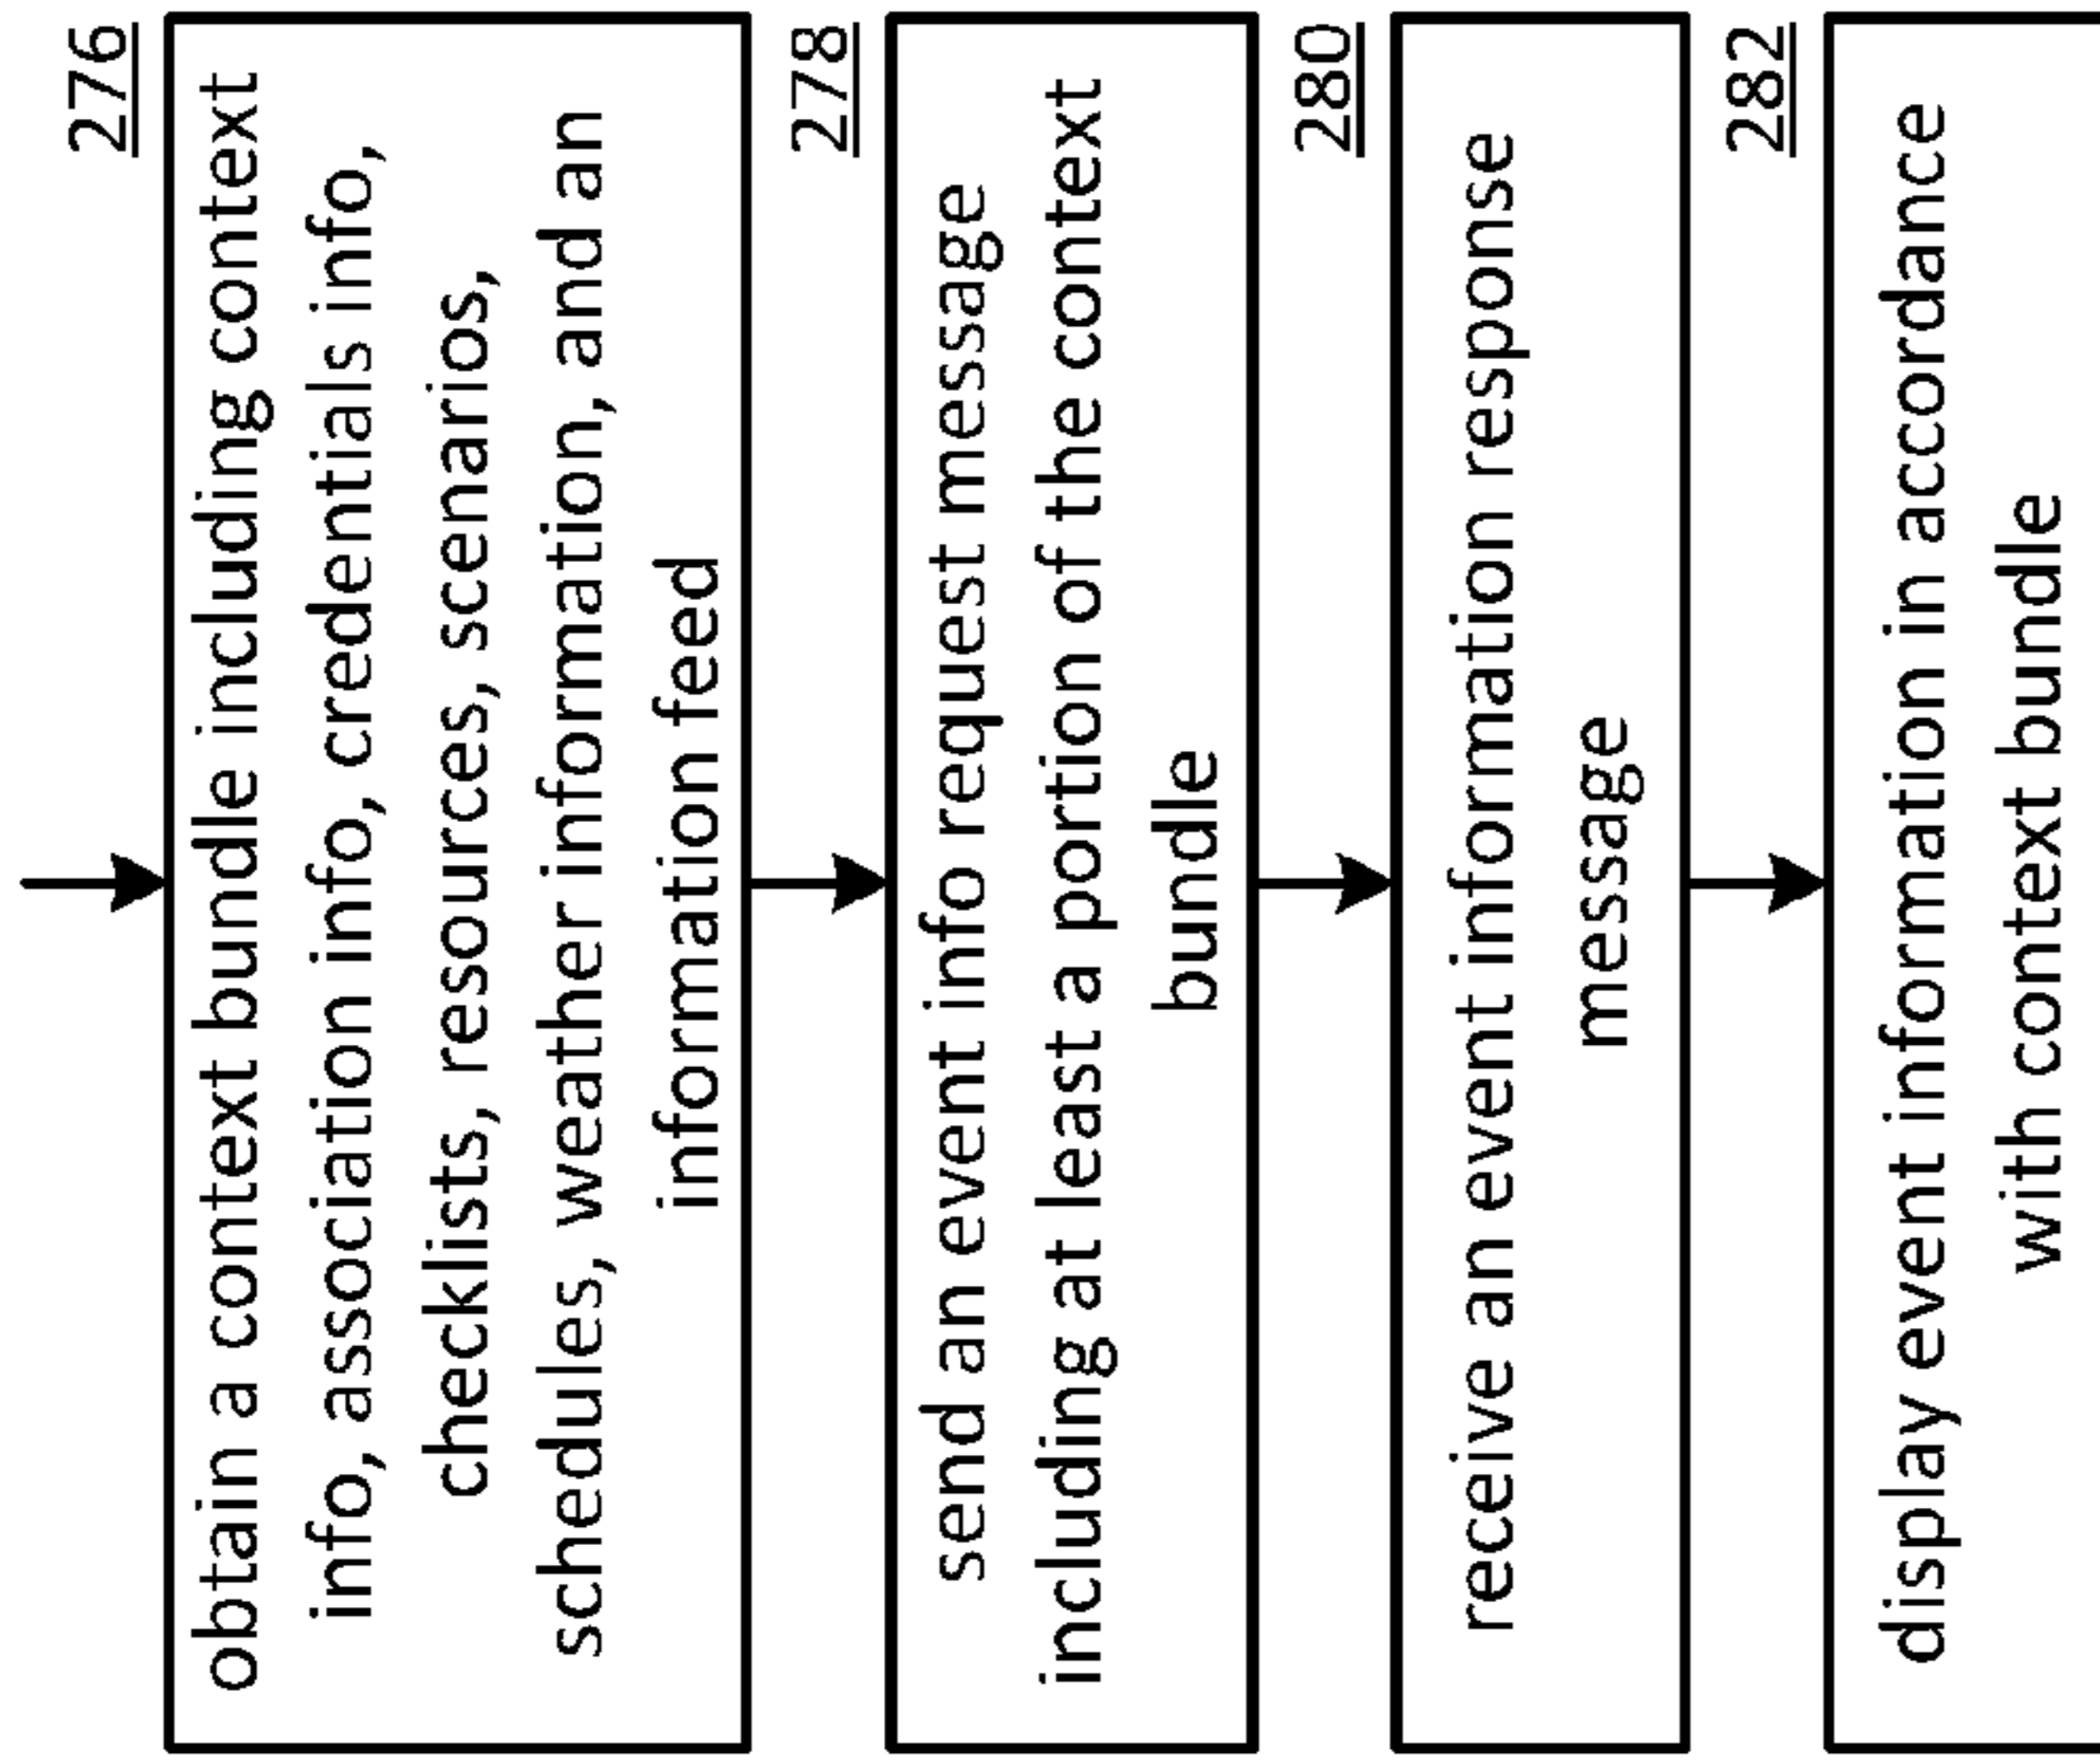 276
obtain a context bundle including context
info, association info, credentials info,
checklists, resources, scenarios,
schedules, weather information, and an
information feed
278
send an event info request message
including at least a portion of the context
bundle
280
receive an event information response
message
282
display event information in accordance
with context bundle